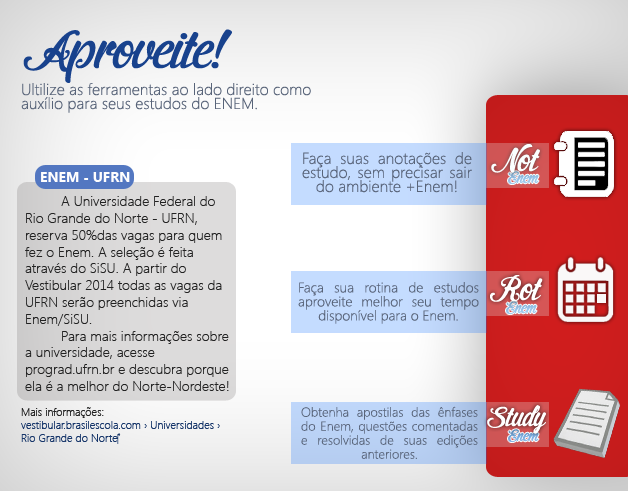 Aproveite!
Ultilize as ferramentas ao lado direito como
auxílio para seus estudos do ENEM.
ENEM - UFRN
A Universidade Federal do
Rio Grande do Norte - UFRN,
reserva 50%das vagas para quem
fez o Enem. A seleção é feita
através do SiSU. A partir do
Vestibular 2014 todas as vagas da
UFRN serão preenchidas via
Enem/SiSU.
Para mais informações sobre
a universidade, acesse
prograd.ufrn.br e descubra porque
ela é a melhor do Norte-Nordeste!
Mais informações:
vestibular.brasilescola.com › Universidades ›
Rio Grande do Norte
Faça suas anotações de
estudo, sem precisar sair
do ambiente +Enem!
Not
Enem
Faça sua rotina de estudos
aproveite melhor seu tempo
disponível para o Enem.
Rot
Enem
Obtenha apostilas das ênfases
do Enem, questões comentadas
e resolvidas de suas edições
anteriores.
Study
Enem